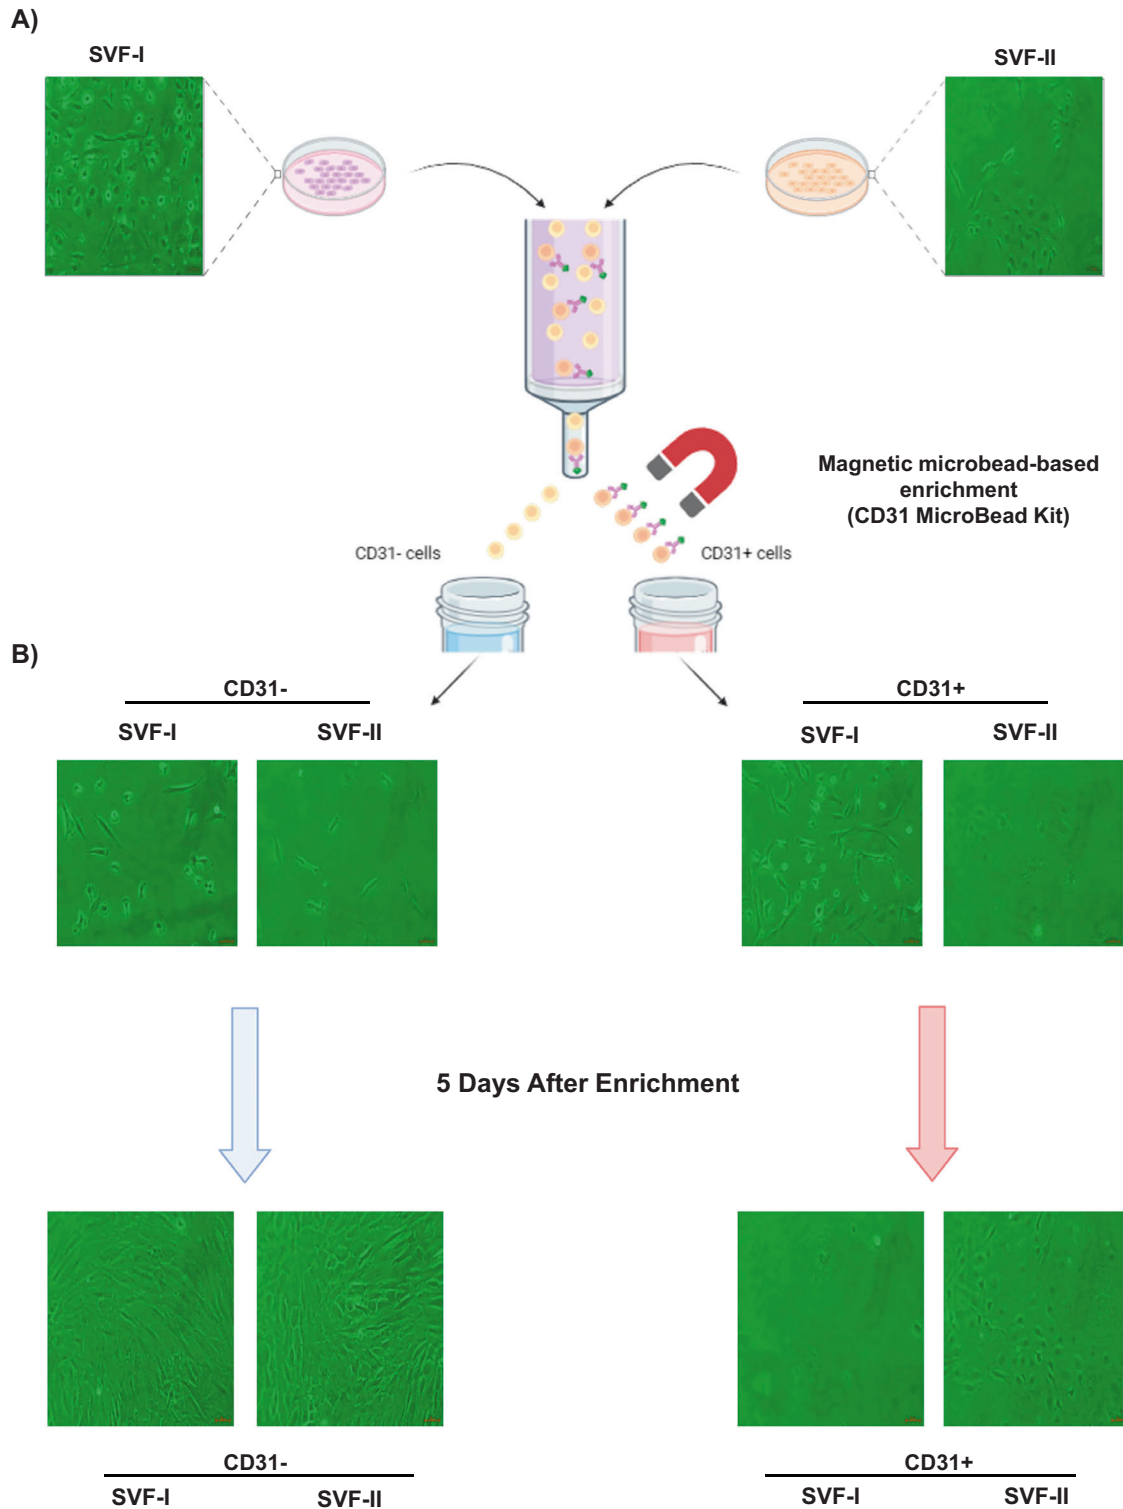 A)
SVF-I
SVF-II
Magnetic microbead-based
enrichment
(CD31 MicroBead Kit)
CD31- cells
CD31+ cells
B)
CD31-
CD31+
SVF-I
SVF-II
SVF-I
SVF-II
5 Days After Enrichment
CD31-
CD31+
SVF-I
SVF-II
SVF-I
SVF-II